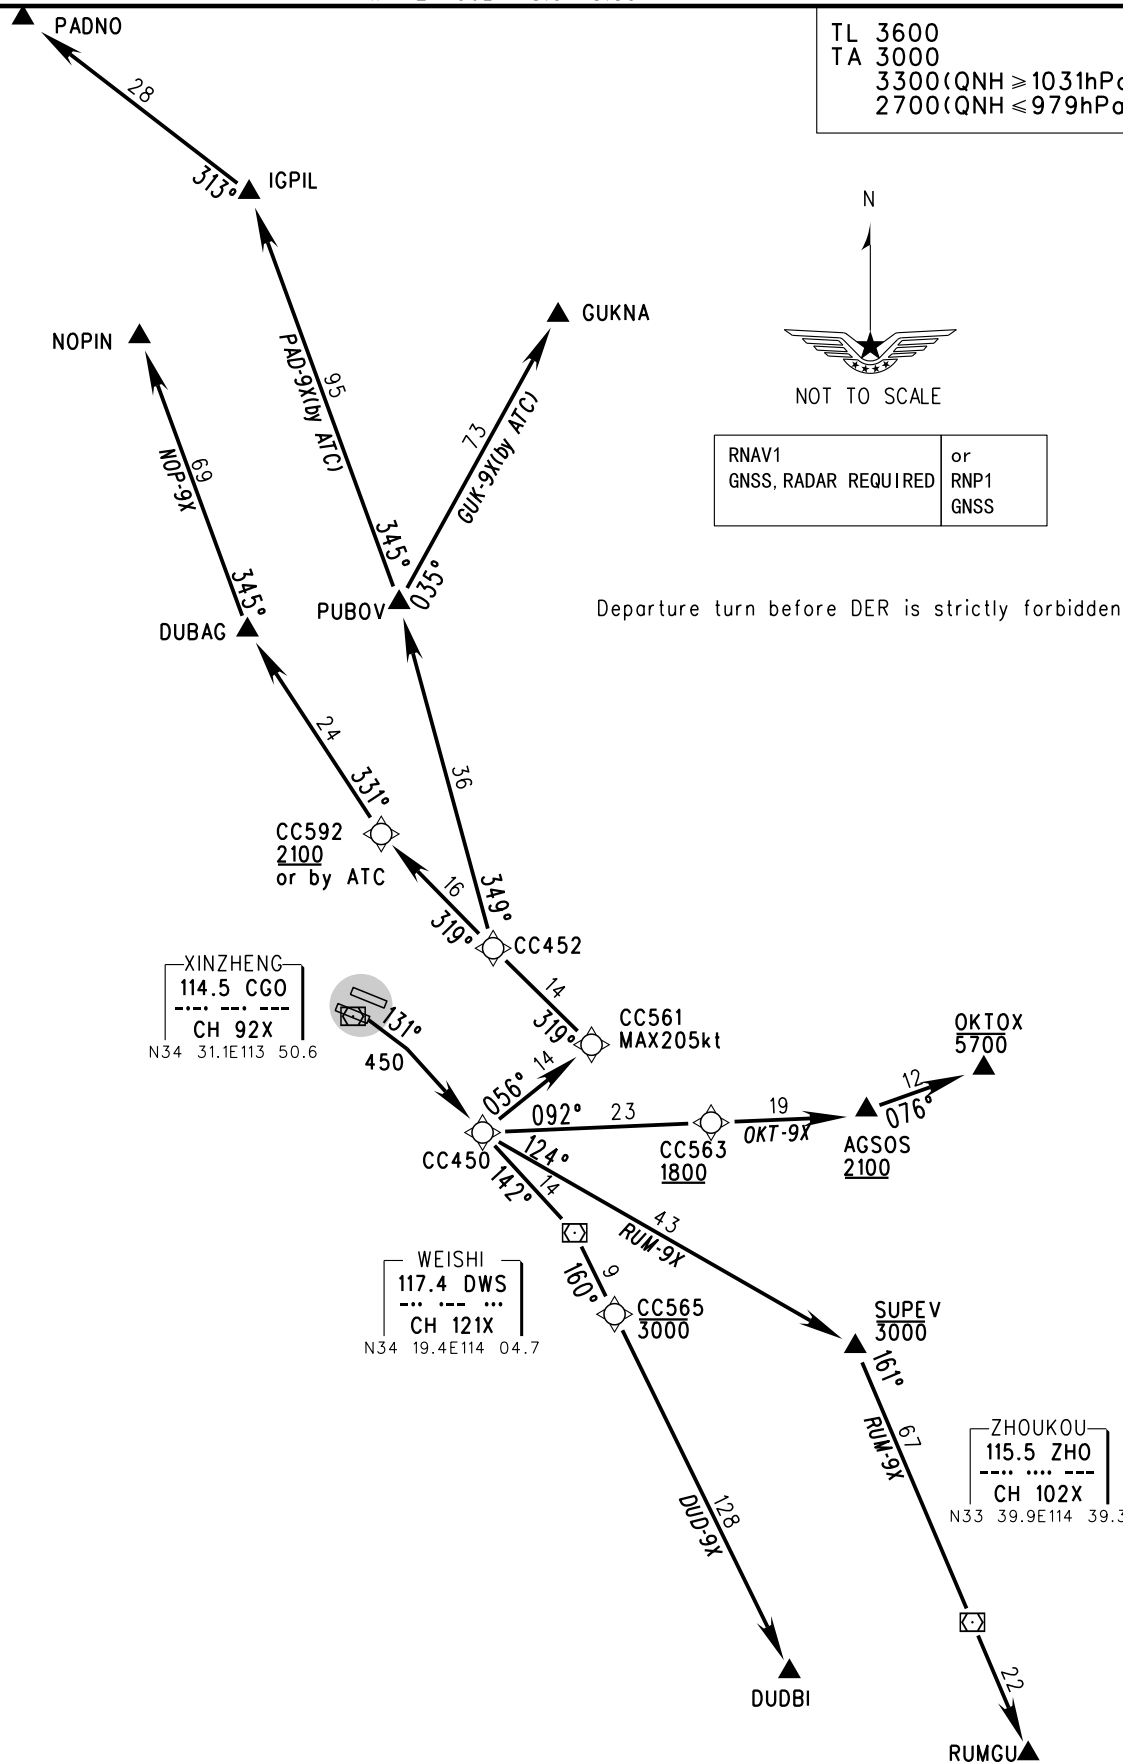 PADNO
TL 3600
TA 3000
3300(QNH ≥ 1031hPa
2700(QNH ≤ 979hPa
28
313°
IGPIL
N
NOT TO SCALE
GUKNA
NOPIN
PAD-9X(by ATC)
95
73
GUK-9X(by ATC)
RNAV1
GNSS, RADAR REQUIRED
or
RNP1
GNSS
69
NOP-9X
345°
345°
035°
PUBOV
DUBAG
Departure turn before DER is strictly forbidden
24
36
331°
CC592
2100
or by ATC
16
349°
319°
CC452
XINZHENG
114.5 CGO
-·-· --· ---
CH 92X
N34 31.1E113 50.6
14
319°
CC561
MAX205kt
131°
450
OKTOX
5700
14
056°
12
076°
092°
23
19
OKT-9X
CC450
CC563
1800
AGSOS
2100
124°
142°
14
43
RUM-9X
WEISHI
117.4 DWS
-·· ·-- ···
CH 121X
N34 19.4E114 04.7
9
160°
CC565
3000
SUPEV
3000
161°
67
RUM-9X
ZHOUKOU
115.5 ZHO
--·· ···· ---
CH 102X
N33 39.9E114 39.3
128
DUD-9X
22
DUDBI
RUMGU